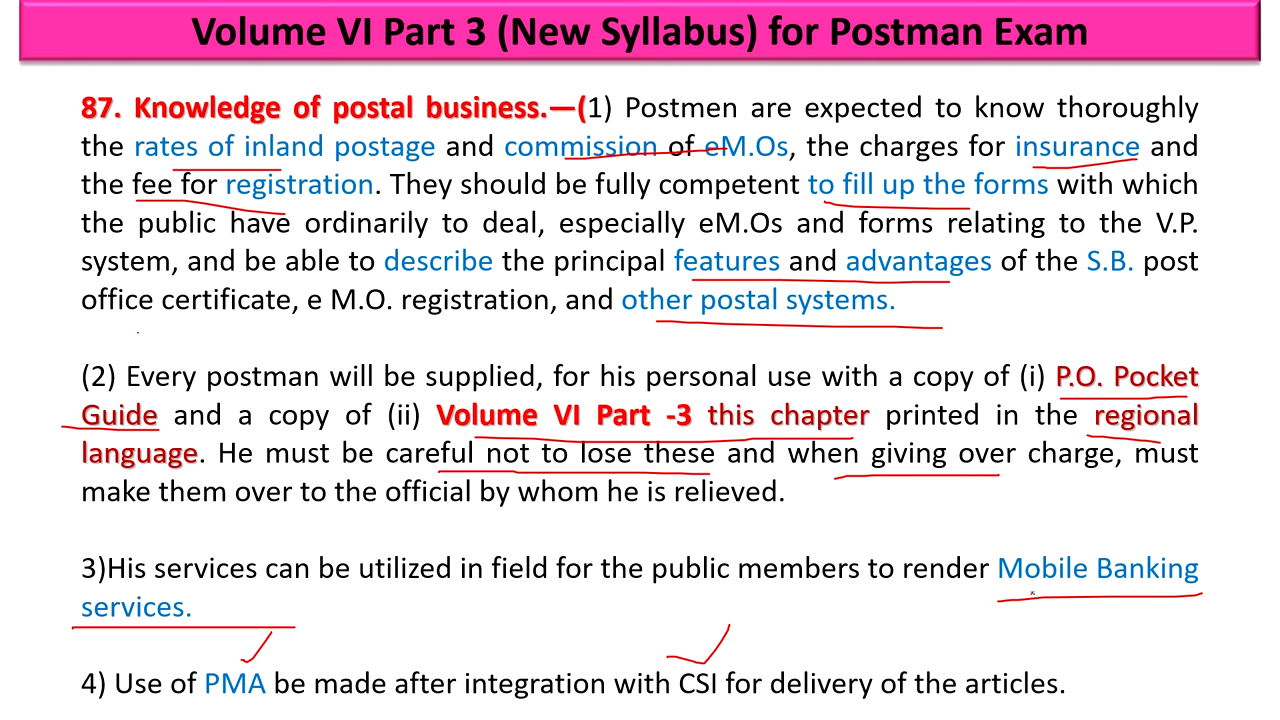 Volume VI Part 3 (New Syllabus) for Postman Exam
87. Knowledge of postal business.—(1) Postmen are expected to know thoroughly
the rates of inland postage and commission of eM.Os, the charges for insurance and
the fee for registration. They should be fully competent to fill up the forms with which
the public have ordinarily to deal, especially eM.Os and forms relating to the V.P.
system, and be able to describe the principal features and advantages of the S.B. post
office certificate, e M.O. registration, and other postal systems.
(2) Every postman will be supplied, for his personal use with a copy of (i) P.O. Pocket
Guide and a copy of (ii) Volume VI Part -3 this chapter printed in the regional
language. He must be careful not to lose these and when giving over charge, must
make them over to the official by whom he is relieved.
3)His services can be utilized in field for the public members to render Mobile Banking
services.
4) Use of PMA be made after integration with CSI for delivery of the articles.